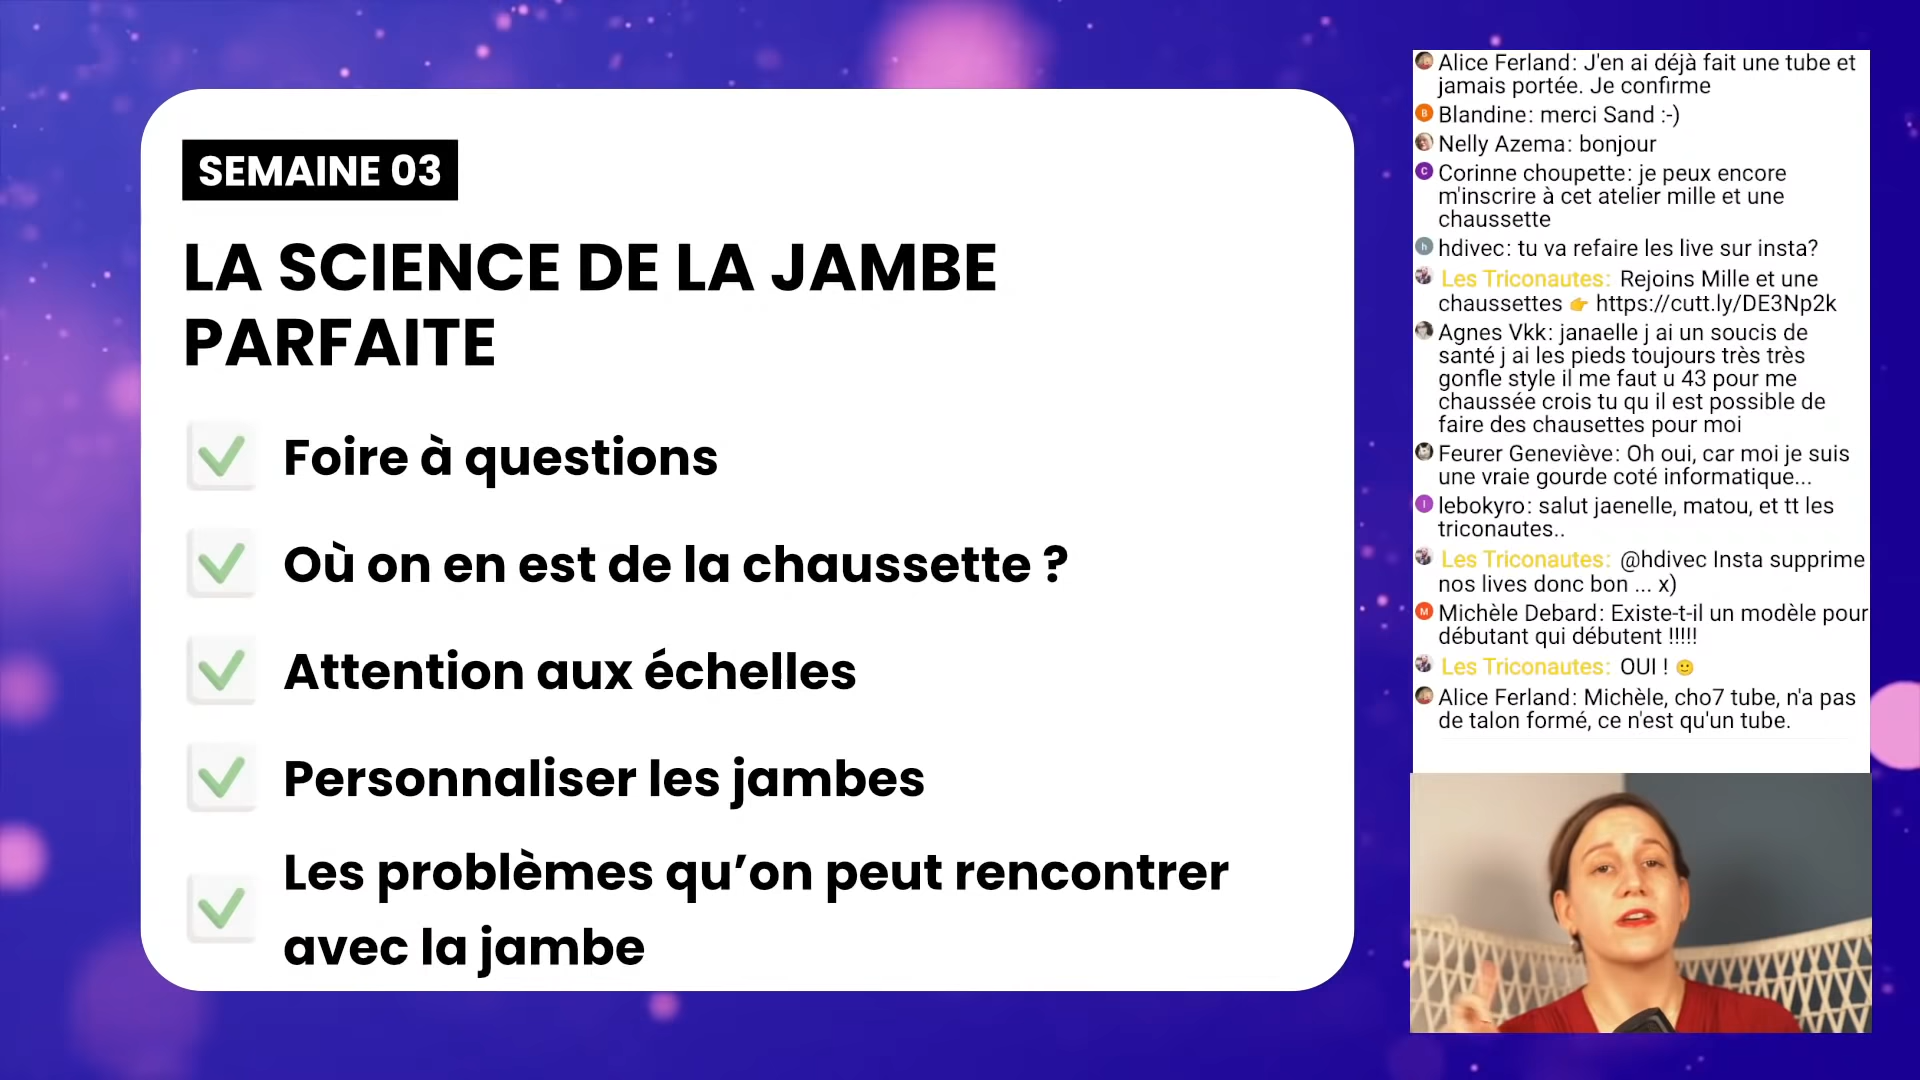 SEMAINE 03
LA SCIENCE DE LA JAMBE
PARFAITE
Foire à questions
Où on en est de la chaussette ?
Attention aux échelles
Personnaliser les jambes
Les problèmes qu’on peut rencontrer
avec la jambe
Alice Ferland: J'en ai déjà fait une tube et
jamais portée. Je confirme
B Blandine: merci Sand :-)
Nelly Azema: bonjour
C Corinne choupette: je peux encore
m'inscrire à cet atelier mille et une
chaussette
h hdivec: tu va refaire les live sur insta?
Les Triconautes: Rejoins Mille et une
chaussettes 👉 https://cutt.ly/DE3Np2k
Agnes Vkk: janaelle j ai un soucis de
santé j ai les pieds toujours très très
gonfle style il me faut u 43 pour me
chaussée crois tu qu il est possible de
faire des chausettes pour moi
Feurer Geneviève: Oh oui, car moi je suis
une vraie gourde coté informatique...
l lebokyro: salut jaenelle, matou, et tt les
triconautes..
Les Triconautes: @hdivec Insta supprime
nos lives donc bon ... x)
M Michèle Debard: Existe-t-il un modèle pour
débutant qui débutent !!!!!
Les Triconautes: OUI ! 🙂
Alice Ferland: Michèle, cho7 tube, n'a pas
de talon formé, ce n'est qu'un tube.